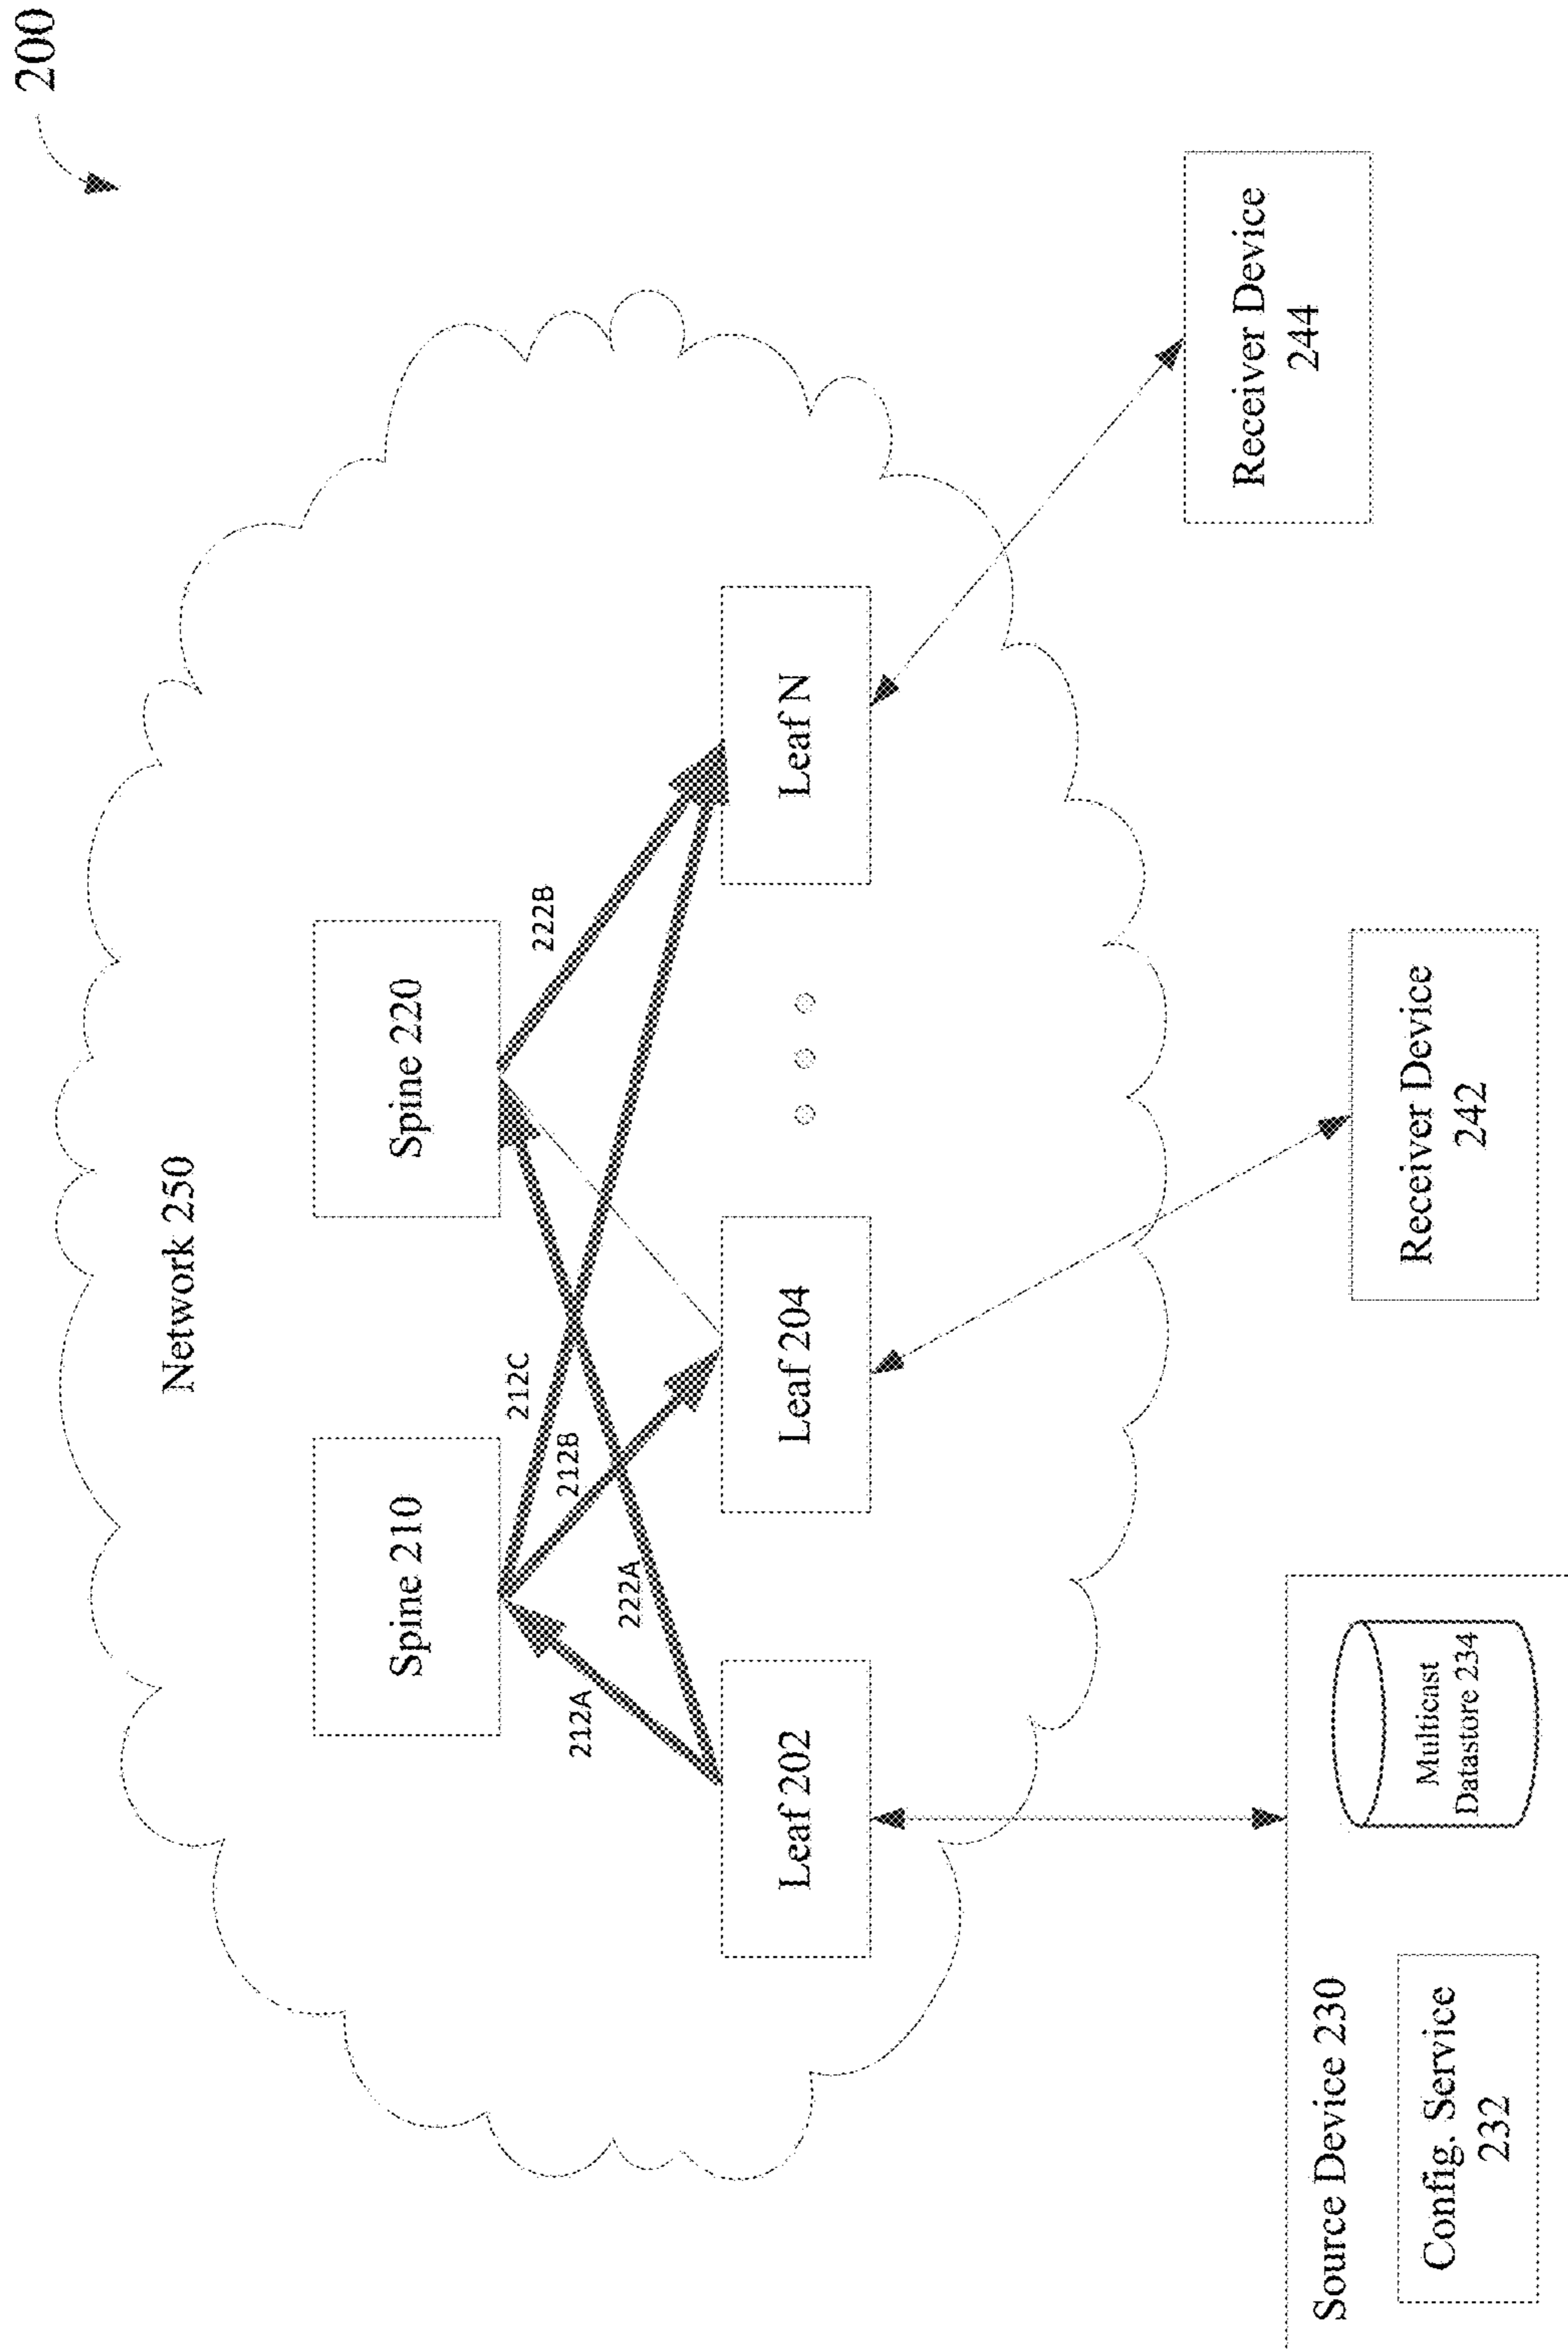 200
Network 250
Spine 210
Spine 220
212A
222A
212B
212C
222B
Leaf 202
Leaf 204
Leaf N
Source Device 230
Config. Service
232
Multicast
Datastore 234
Receiver Device
242
Receiver Device
244